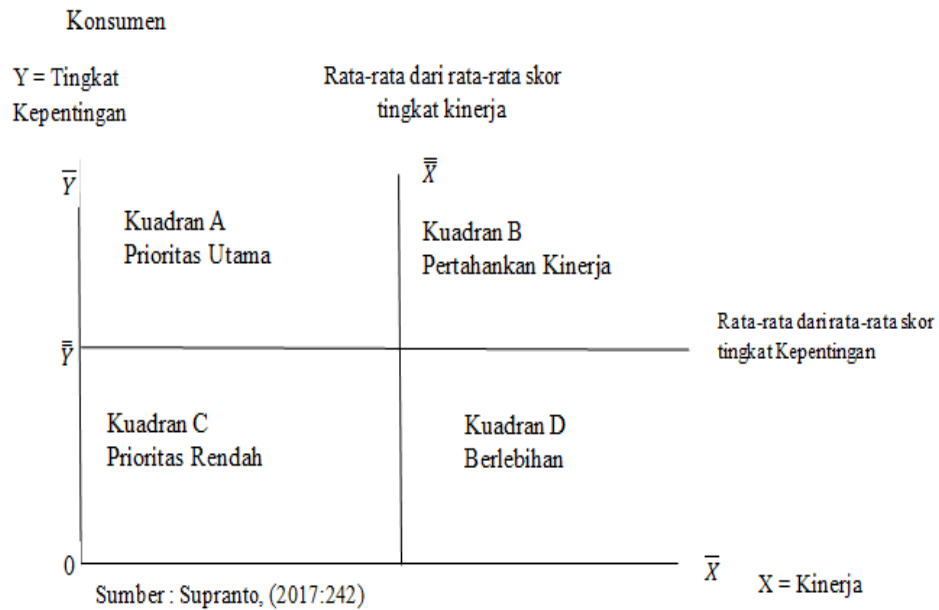 Konsumen
Y = Tingkat
Kepentingan
Rata-rata dari rata-rata skor
tingkat kinerja
Y̅
X̿
Kuadran A
Prioritas Utama
Kuadran B
Pertahankan Kinerja
Rata-rata dari rata-rata skor
tingkat Kepentingan
Y̿
Kuadran C
Prioritas Rendah
Kuadran D
Berlebihan
0
X̅
X = Kinerja
Sumber : Supranto, (2017:242)